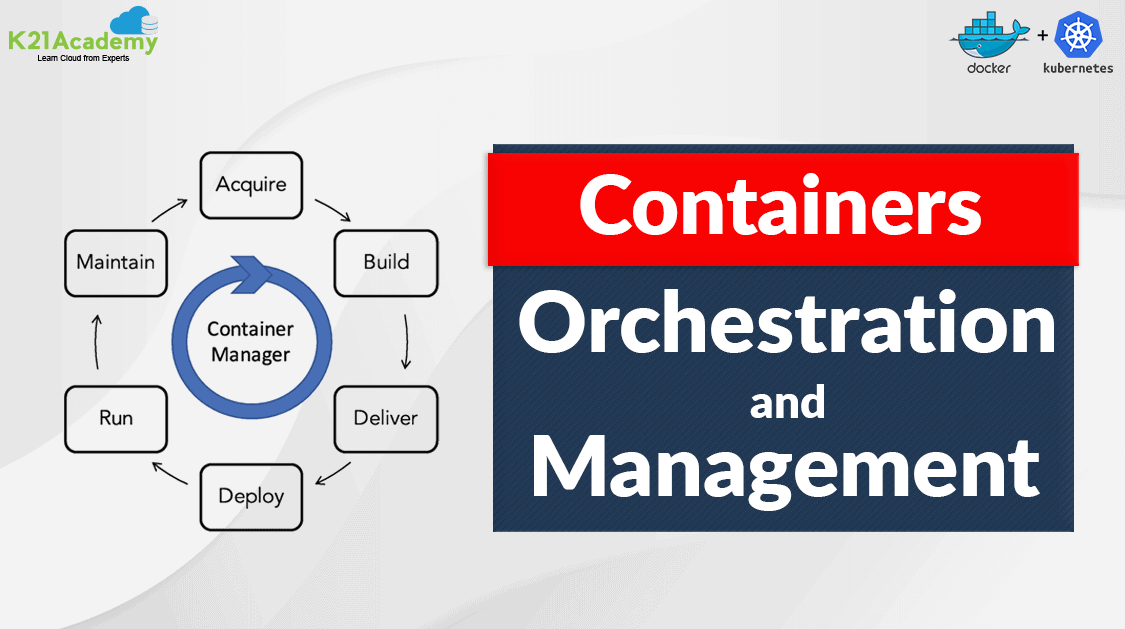 K21Academy
Learn Cloud from Experts
docker
+
kubernetes
Acquire
Build
Deliver
Deploy
Run
Maintain
Container
Manager
Containers
Orchestration
and
Management